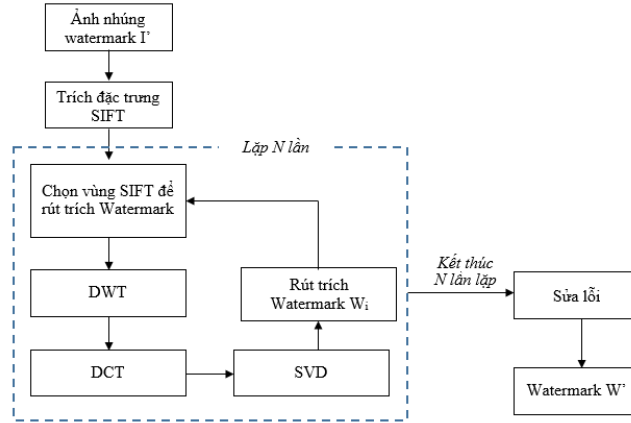 Ảnh nhúng
watermark I’
Trích đặc trưng
SIFT
Lặp N lần
Chọn vùng SIFT để
rút trích Watermark
DWT
DCT
SVD
Rút trích
Watermark Wi
Kết thúc
N lần lặp
Sửa lỗi
Watermark W’